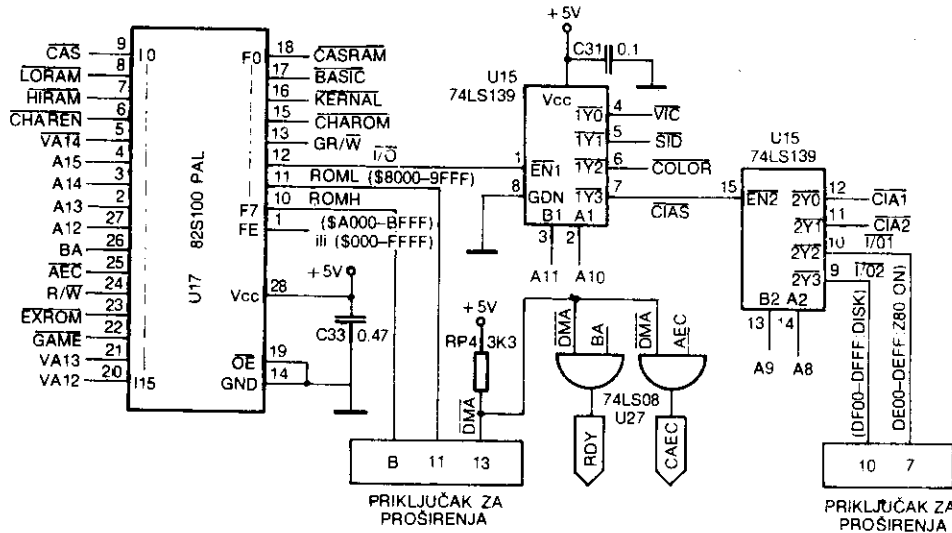 9 CAS I0
8 LORAM
7 HIRAM
6 CHAREN
5 VA14
4 A15
3 A14
2 A13
27 A12
26 BA
25 AEC
24 R/W
23 EXROM
22 GAME
21 VA13
20 VA12 I15
82S100 PAL
U17
F0 18 CASRAM
17 BASIC
16 KERNAL
15 CHAROM
13 GR/W
12 I/O
11 ROML ($8000-9FFF)
F7 10 ROMH
($A000-BFFF)
FE 1
ili ($000-FFFF)
+5V
Vcc 28
C33 0.47
OE 19
GND 14
+5V
C31 0.1
U15
74LS139
Vcc
1 EN1
8 GDN
1Y0 4 VIC
1Y1 5 SID
1Y2 6 COLOR
1Y3 7
CIAS
B1 A1
3 2
A11 A10
U15
74LS139
15 EN2
2Y0 12 CIA1
2Y1 11 CIA2
2Y2 10 I/O1
2Y3 9 I/O2
B2 A2
13 14
A9 A8
(DF00-DFFF:DISK)
DE00-DEFF:Z80 ON)
+5V
RP4 3K3
DMA
DMA BA DMA AEC
74LS08
U27
RDY CAEC
B 11 13
PRIKLJUČAK ZA
PROŠIRENJA
10 7
PRIKLJUČAK ZA
PROŠIRENJA